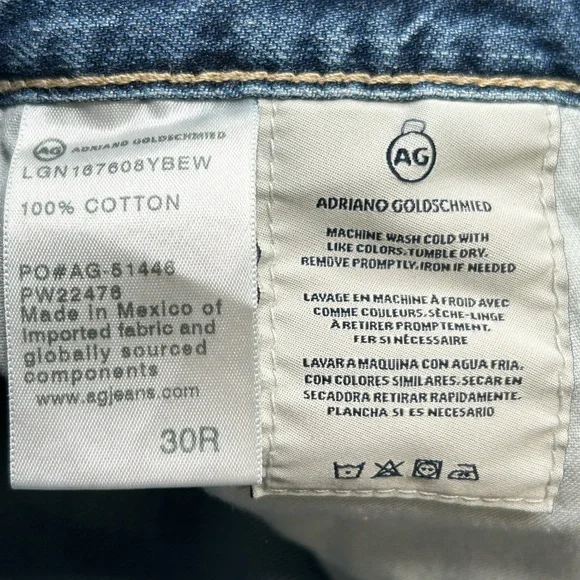 AG ADRIANO GOLDSCHMIED
LGN167608YBEW
100% COTTON
PO#AG-51446
PW22476
Made in Mexico of
imported fabric and
globally sourced
components
www.agjeans.com
30R
AG
ADRIANO GOLDSCHMIED
MACHINE WASH COLD WITH
LIKE COLORS. TUMBLE DRY.
REMOVE PROMPTLY. IRON IF NEEDED
LAVAGE EN MACHINE À FROID AVEC
COMME COULEURS. SÈCHE-LINGE
À RETIRER PROMPTEMENT.
FER SI NÉCESSAIRE
LAVAR A MAQUINA CON AGUA FRIA.
CON COLORES SIMILARES. SECAR EN
SECADORA RETIRAR RAPIDAMENTE.
PLANCHA SI ES NECESARIO